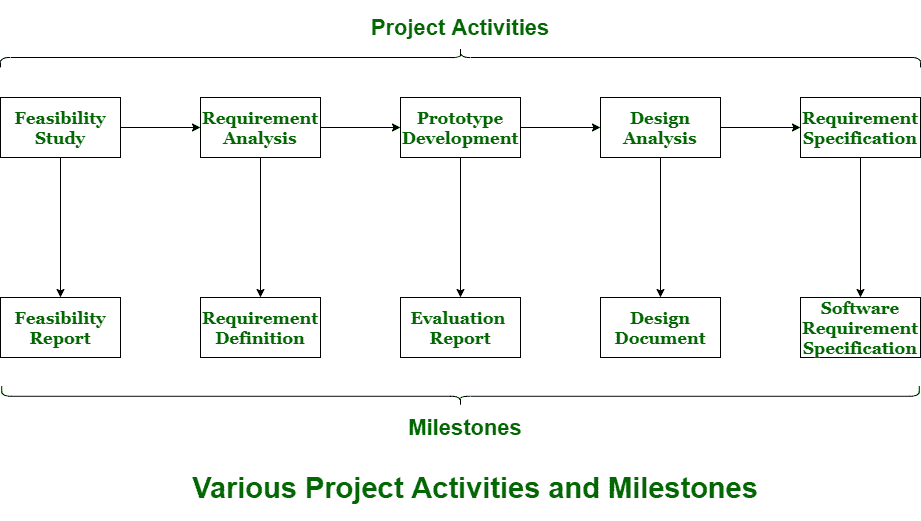 Project Activities
Feasibility
Study
Requirement
Analysis
Prototype
Development
Design
Analysis
Requirement
Specification
Feasibility
Report
Requirement
Definition
Evaluation
Report
Design
Document
Software
Requirement
Specification
Milestones
Various Project Activities and Milestones